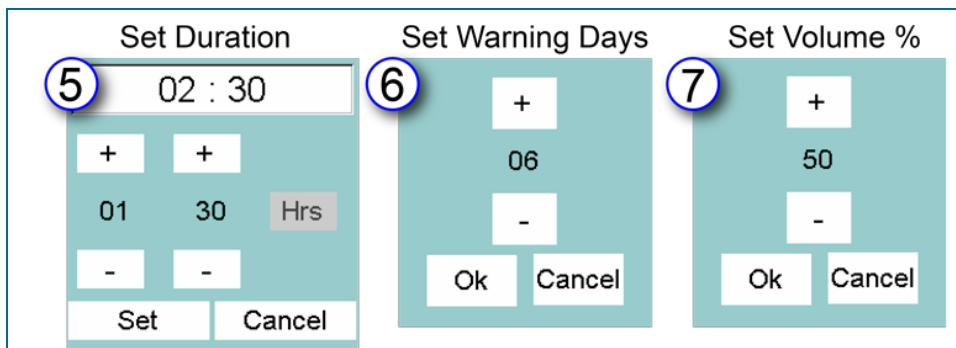 Set Duration
5
02 : 30
+ +
01 30 Hrs
- -
Set Cancel
Set Warning Days
6
+
06
-
Ok Cancel
Set Volume %
7
+
50
-
Ok Cancel